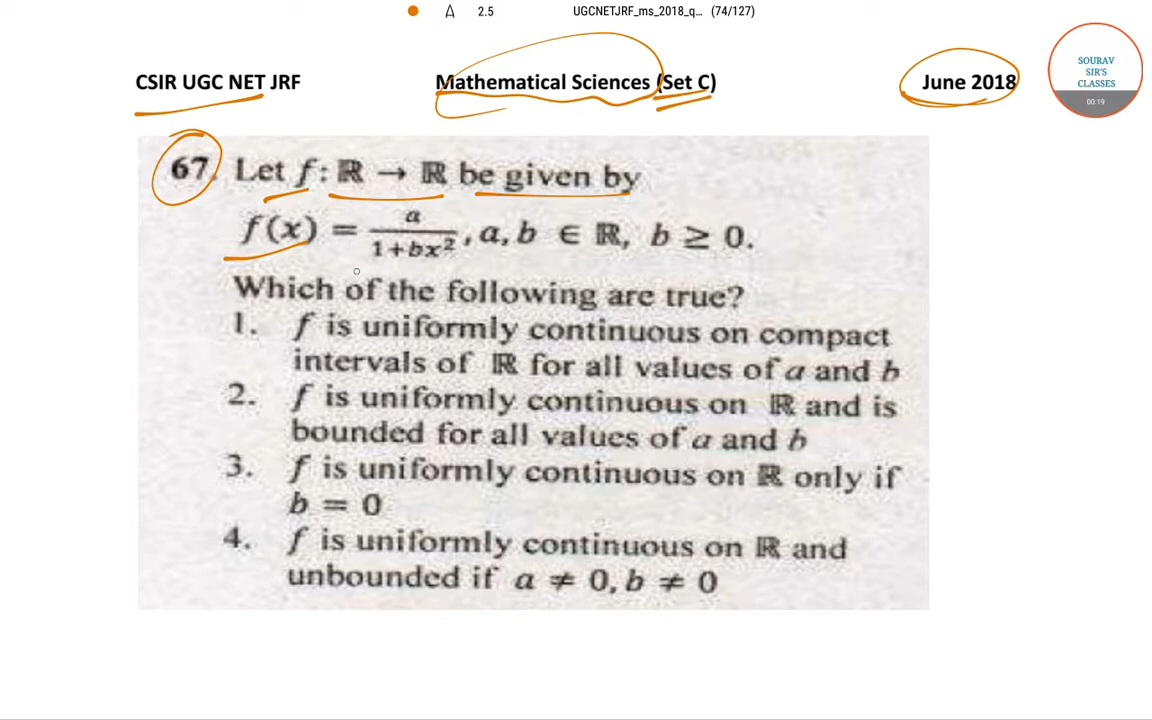 2.5 UGCNETJRF_ms_2018_q... (74/127)
CSIR UGC NET JRF Mathematical Sciences (Set C) June 2018
SOURAV
SIR'S
CLASSES
00:19
67. Let f: ℝ → ℝ be given by
f(x) = a/(1+bx²), a, b ∈ ℝ, b ≥ 0.
Which of the following are true?
1. f is uniformly continuous on compact
intervals of ℝ for all values of a and b
2. f is uniformly continuous on ℝ and is
bounded for all values of a and b
3. f is uniformly continuous on ℝ only if
b = 0
4. f is uniformly continuous on ℝ and
unbounded if a ≠ 0, b ≠ 0